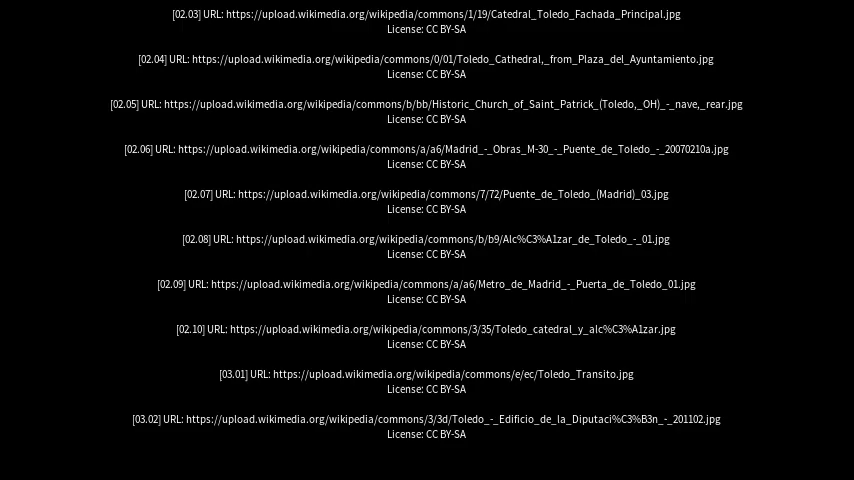 [02.03] URL: https://upload.wikimedia.org/wikipedia/commons/1/19/Catedral_Toledo_Fachada_Principal.jpg
License: CC BY-SA
[02.04] URL: https://upload.wikimedia.org/wikipedia/commons/0/01/Toledo_Cathedral,_from_Plaza_del_Ayuntamiento.jpg
License: CC BY-SA
[02.05] URL: https://upload.wikimedia.org/wikipedia/commons/b/bb/Historic_Church_of_Saint_Patrick_(Toledo,_OH)_-_nave,_rear.jpg
License: CC BY-SA
[02.06] URL: https://upload.wikimedia.org/wikipedia/commons/a/a6/Madrid_-_Obras_M-30_-_Puente_de_Toledo_-_20070210a.jpg
License: CC BY-SA
[02.07] URL: https://upload.wikimedia.org/wikipedia/commons/7/72/Puente_de_Toledo_(Madrid)_03.jpg
License: CC BY-SA
[02.08] URL: https://upload.wikimedia.org/wikipedia/commons/b/b9/Alc%C3%A1zar_de_Toledo_-_01.jpg
License: CC BY-SA
[02.09] URL: https://upload.wikimedia.org/wikipedia/commons/a/a6/Metro_de_Madrid_-_Puerta_de_Toledo_01.jpg
License: CC BY-SA
[02.10] URL: https://upload.wikimedia.org/wikipedia/commons/3/35/Toledo_catedral_y_alc%C3%A1zar.jpg
License: CC BY-SA
[03.01] URL: https://upload.wikimedia.org/wikipedia/commons/e/ec/Toledo_Transito.jpg
License: CC BY-SA
[03.02] URL: https://upload.wikimedia.org/wikipedia/commons/3/3d/Toledo_-_Edificio_de_la_Diputaci%C3%B3n_-_201102.jpg
License: CC BY-SA